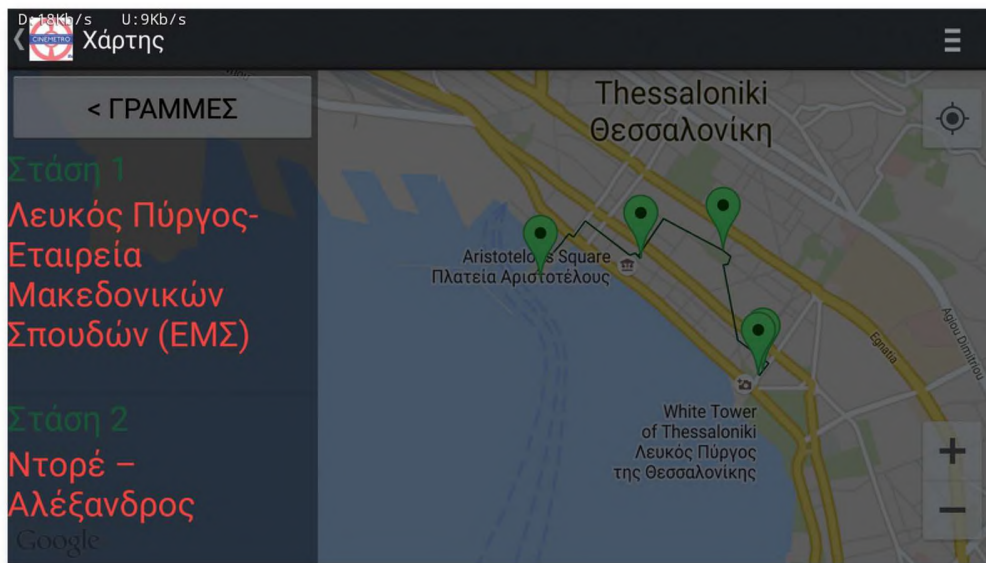 D:18Kb/s U:9Kb/s
CINEMETRO
Χάρτης
< ΓΡΑΜΜΕΣ
Στάση 1
Λευκός Πύργος-
Εταιρεία
Μακεδονικών
Σπουδών (ΕΜΣ)
Στάση 2
Ντορέ –
Αλέξανδρος
Google
Thessaloniki
Θεσσαλονίκη
Aristotelous Square
Πλατεία Αριστοτέλους
White Tower
of Thessaloniki
Λευκός Πύργος
της Θεσσαλονίκης
Egnatia
Agiou Dimitriou